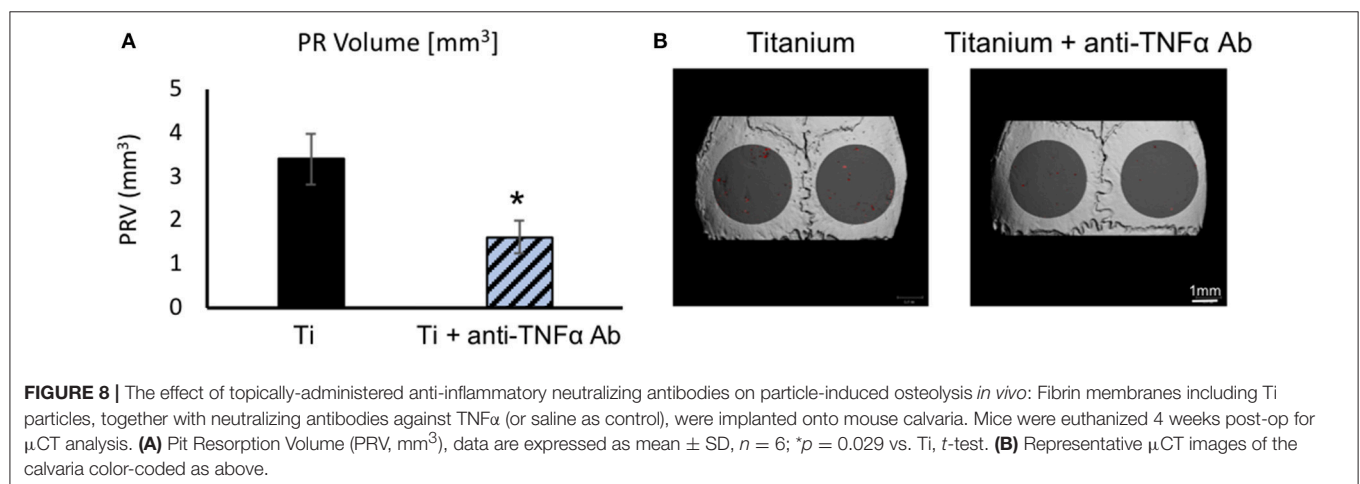 A
PR Volume [mm³]
PRV (mm³)
5
4
3
2
1
0
*
Ti
Ti + anti-TNFα Ab
B
Titanium
Titanium + anti-TNFα Ab
1mm
FIGURE 8 | The effect of topically-administered anti-inflammatory neutralizing antibodies on particle-induced osteolysis in vivo: Fibrin membranes including Ti
particles, together with neutralizing antibodies against TNFα (or saline as control), were implanted onto mouse calvaria. Mice were euthanized 4 weeks post-op for
μCT analysis. (A) Pit Resorption Volume (PRV, mm³), data are expressed as mean ± SD, n = 6; *p = 0.029 vs. Ti, t-test. (B) Representative μCT images of the
calvaria color-coded as above.